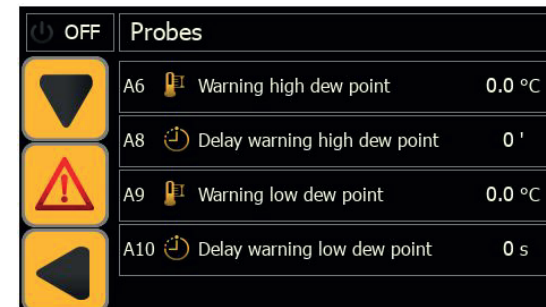 OFF Probes
A6 Warning high dew point 0.0 °C
A8 Delay warning high dew point 0 '
A9 Warning low dew point 0.0 °C
A10 Delay warning low dew point 0 s